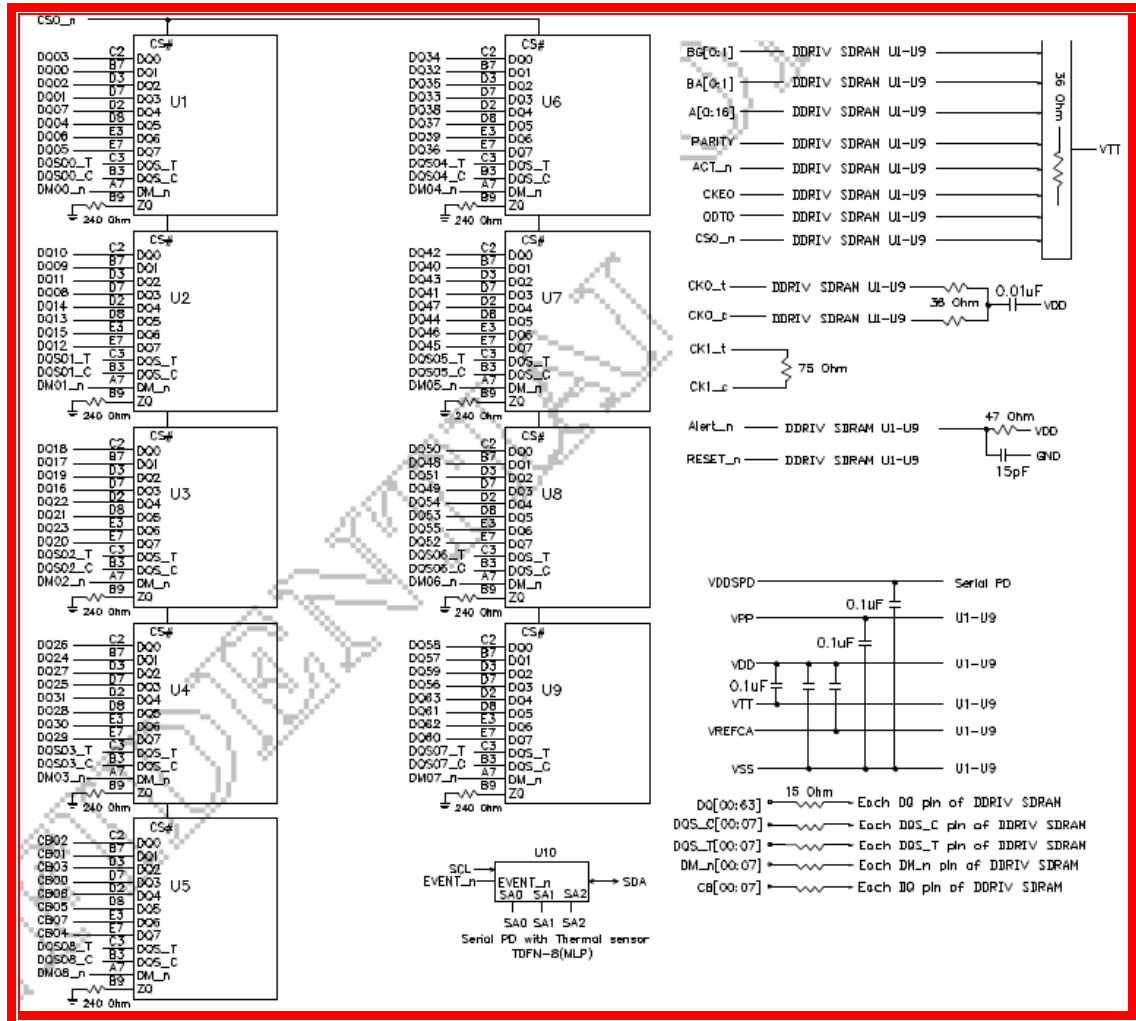 CS0_n
CS#
DQ03 C2 DQ0
DQ00 B7 DQ1
DQ02 D3 DQ2
DQ01 D7 DQ3 U1
DQ07 D2 DQ4
DQ04 D8 DQ5
DQ06 E3 DQ6
DQ05 E7 DQ7
DQS00_T C3 DQS_T
DQS00_C B3 DQS_C
DM00_n A7 DM_n
B9 ZQ
240 Ohm
CS#
DQ10 C2 DQ0
DQ09 B7 DQ1
DQ11 D3 DQ2
DQ08 D7 DQ3 U2
DQ14 D2 DQ4
DQ13 D8 DQ5
DQ15 E3 DQ6
DQ12 E7 DQ7
DQS01_T C3 DQS_T
DQS01_C B3 DQS_C
DM01_n A7 DM_n
B9 ZQ
240 Ohm
CS#
DQ18 C2 DQ0
DQ17 B7 DQ1
DQ19 D3 DQ2
DQ16 D7 DQ3 U3
DQ22 D2 DQ4
DQ21 D8 DQ5
DQ23 E3 DQ6
DQ20 E7 DQ7
DQS02_T C3 DQS_T
DQS02_C B3 DQS_C
DM02_n A7 DM_n
B9 ZQ
240 Ohm
CS#
DQ26 C2 DQ0
DQ24 B7 DQ1
DQ27 D3 DQ2
DQ25 D7 DQ3 U4
DQ31 D2 DQ4
DQ28 D8 DQ5
DQ30 E3 DQ6
DQ29 E7 DQ7
DQS03_T C3 DQS_T
DQS03_C B3 DQS_C
DM03_n A7 DM_n
B9 ZQ
240 Ohm
CS#
CB02 C2 DQ0
CB01 B7 DQ1
CB03 D3 DQ2
CB00 D7 DQ3 U5
CB06 D2 DQ4
CB05 D8 DQ5
CB07 E3 DQ6
CB04 E7 DQ7
DQS08_T C3 DQS_T
DQS08_C B3 DQS_C
DM08_n A7 DM_n
B9 ZQ
240 Ohm
CS#
DQ34 C2 DQ0
DQ32 B7 DQ1
DQ35 D3 DQ2
DQ33 D7 DQ3 U6
DQ38 D2 DQ4
DQ37 D8 DQ5
DQ39 E3 DQ6
DQ36 E7 DQ7
DQS04_T C3 DQS_T
DQS04_C B3 DQS_C
DM04_n A7 DM_n
B9 ZQ
240 Ohm
CS#
DQ42 C2 DQ0
DQ40 B7 DQ1
DQ43 D3 DQ2
DQ41 D7 DQ3 U7
DQ47 D2 DQ4
DQ44 D8 DQ5
DQ46 E3 DQ6
DQ45 E7 DQ7
DQS05_T C3 DQS_T
DQS05_C B3 DQS_C
DM05_n A7 DM_n
B9 ZQ
240 Ohm
CS#
DQ50 C2 DQ0
DQ48 B7 DQ1
DQ51 D3 DQ2
DQ49 D7 DQ3 U8
DQ54 D2 DQ4
DQ53 D8 DQ5
DQ55 E3 DQ6
DQ52 E7 DQ7
DQS06_T C3 DQS_T
DQS06_C B3 DQS_C
DM06_n A7 DM_n
B9 ZQ
240 Ohm
CS#
DQ58 C2 DQ0
DQ57 B7 DQ1
DQ59 D3 DQ2
DQ56 D7 DQ3 U9
DQ63 D2 DQ4
DQ61 D8 DQ5
DQ62 E3 DQ6
DQ60 E7 DQ7
DQS07_T C3 DQS_T
DQS07_C B3 DQS_C
DM07_n A7 DM_n
B9 ZQ
240 Ohm
U10
SCL
EVENT_n EVENT_n SDA
SA0 SA1 SA2
SA0 SA1 SA2
Serial PD with Thermal sensor
TDFN-8(MLP)
BG[0:1] DDRIV SDRAN U1-U9
BA[0:1] DDRIV SDRAN U1-U9
A[0:16] DDRIV SDRAN U1-U9
PARITY DDRIV SDRAN U1-U9
ACT_n DDRIV SDRAN U1-U9
CKE0 DDRIV SDRAN U1-U9
ODT0 DDRIV SDRAN U1-U9
CS0_n DDRIV SDRAN U1-U9
36 Ohm
VTT
CK0_t DDRIV SDRAN U1-U9
36 Ohm 0.01uF VDD
CK0_c DDRIV SDRAN U1-U9
CK1_t
75 Ohm
CK1_c
Alert_n DDRIV SDRAM U1-U9 47 Ohm VDD
RESET_n DDRIV SDRAM U1-U9 15pF GND
VDDSPD Serial PD
0.1uF
VPP U1-U9
0.1uF
VDD U1-U9
0.1uF
VTT U1-U9
VREFCA U1-U9
VSS U1-U9
15 Ohm
DQ[00:63] Each DQ pin of DDRIV SDRAN
DQS_C[00:07] Each DQS_C pin of DDRIV SDRAN
DQS_T[00:07] Each DQS_T pin of DDRIV SDRAN
DM_n[00:07] Each DM_n pin of DDRIV SDRAM
CB[00:07] Each DQ pin of DDRIV SDRAM